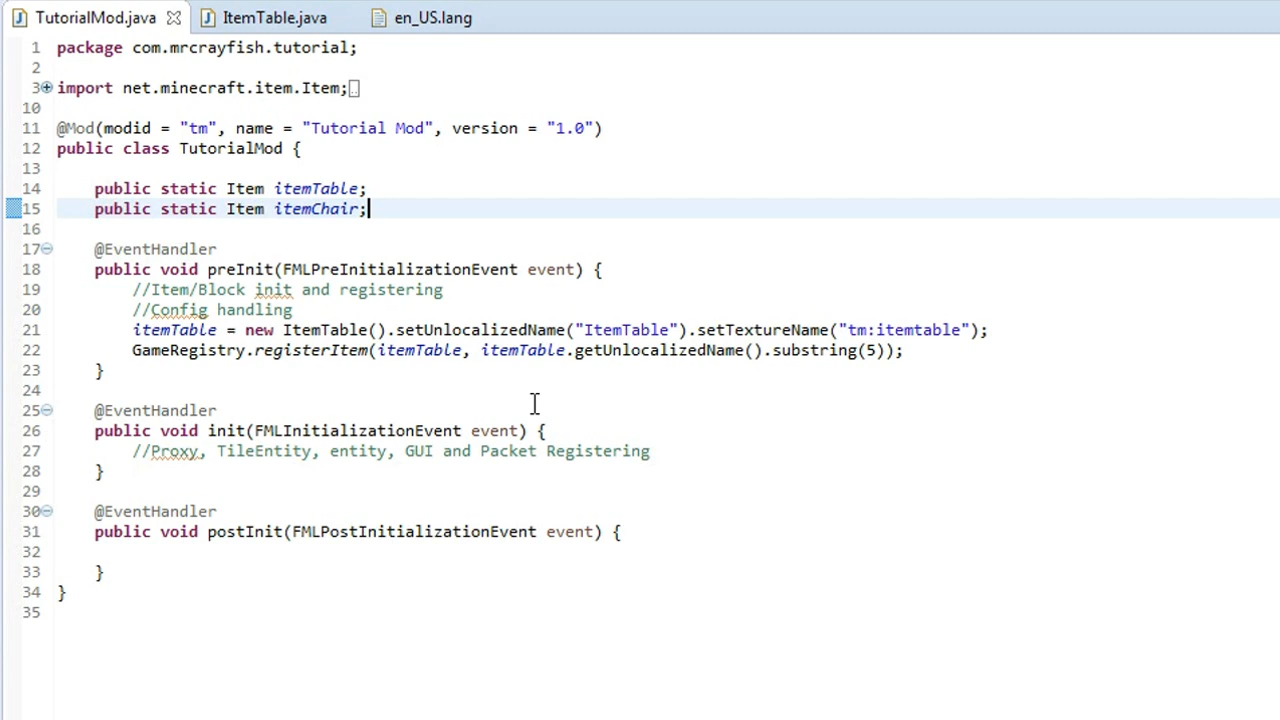 TutorialMod.java ItemTable.java en_US.lang
1 package com.mrcrayfish.tutorial;
2
3 import net.minecraft.item.Item;
10
11 @Mod(modid = "tm", name = "Tutorial Mod", version = "1.0")
12 public class TutorialMod {
13
14 public static Item itemTable;
15 public static Item itemChair;
16
17 @EventHandler
18 public void preInit(FMLPreInitializationEvent event) {
19 //Item/Block init and registering
20 //Config handling
21 itemTable = new ItemTable().setUnlocalizedName("ItemTable").setTextureName("tm:itemtable");
22 GameRegistry.registerItem(itemTable, itemTable.getUnlocalizedName().substring(5));
23 }
24
25 @EventHandler
26 public void init(FMLInitializationEvent event) {
27 //Proxy, TileEntity, entity, GUI and Packet Registering
28 }
29
30 @EventHandler
31 public void postInit(FMLPostInitializationEvent event) {
32
33 }
34 }
35